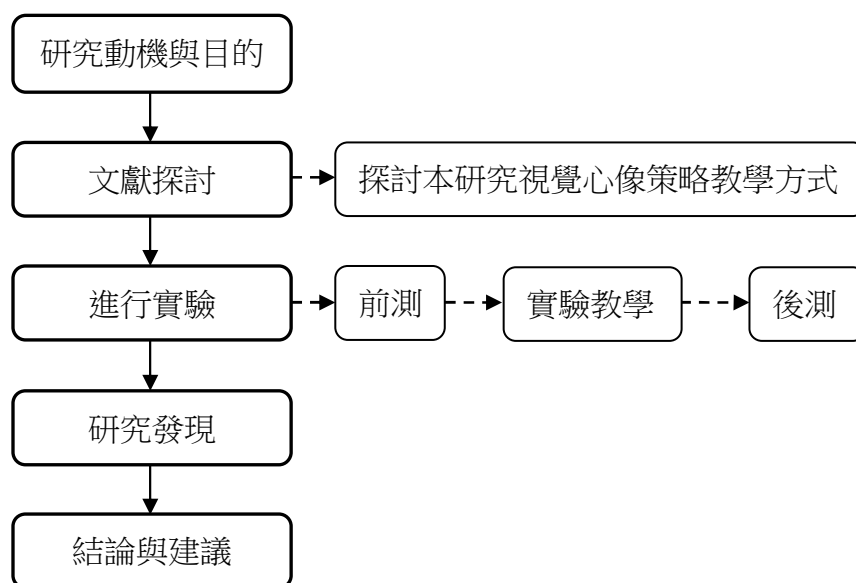 研究動機與目的
文獻探討
探討本研究視覺心像策略教學方式
進行實驗
前測
實驗教學
後測
研究發現
結論與建議